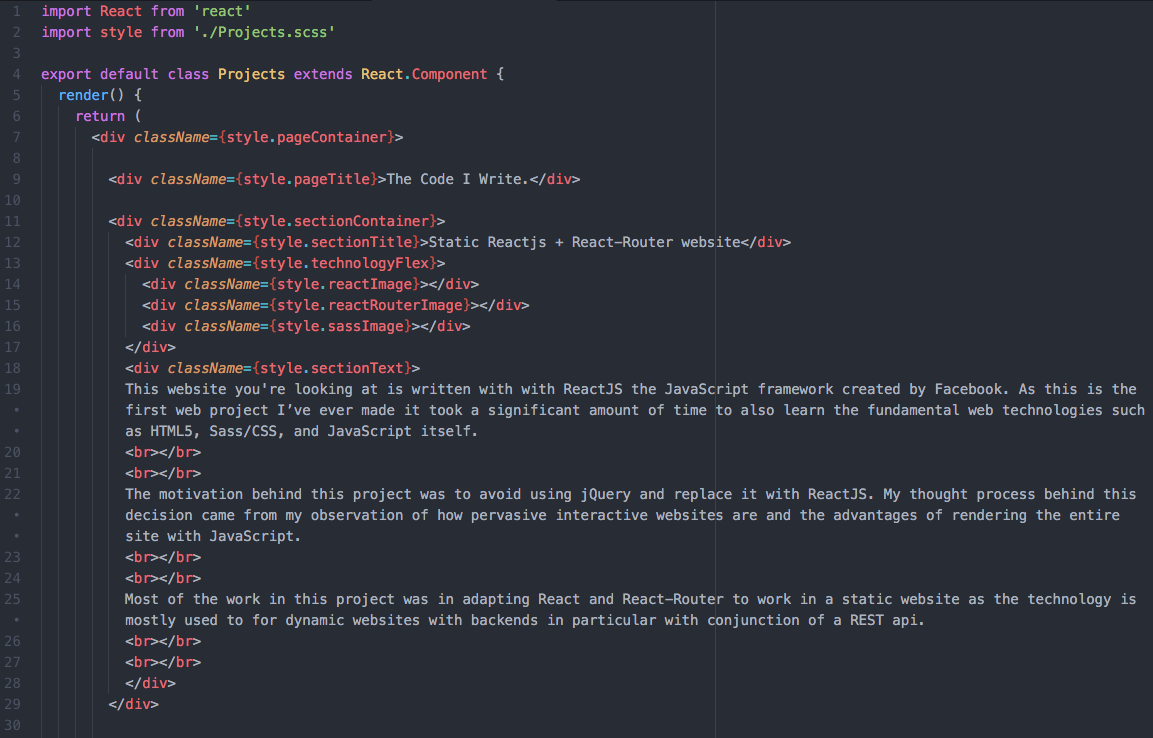 1 import React from 'react'
2 import style from './Projects.scss'
3
4 export default class Projects extends React.Component {
5 render() {
6 return (
7 <div className={style.pageContainer}>
8
9 <div className={style.pageTitle}>The Code I Write.</div>
10
11 <div className={style.sectionContainer}>
12 <div className={style.sectionTitle}>Static Reactjs + React-Router website</div>
13 <div className={style.technologyFlex}>
14 <div className={style.reactImage}></div>
15 <div className={style.reactRouterImage}></div>
16 <div className={style.sassImage}></div>
17 </div>
18 <div className={style.sectionText}>
19 This website you're looking at is written with with ReactJS the JavaScript framework created by Facebook. As this is the
• first web project I’ve ever made it took a significant amount of time to also learn the fundamental web technologies such
• as HTML5, Sass/CSS, and JavaScript itself.
20 <br></br>
21 <br></br>
22 The motivation behind this project was to avoid using jQuery and replace it with ReactJS. My thought process behind this
• decision came from my observation of how pervasive interactive websites are and the advantages of rendering the entire
• site with JavaScript.
23 <br></br>
24 <br></br>
25 Most of the work in this project was in adapting React and React-Router to work in a static website as the technology is
• mostly used to for dynamic websites with backends in particular with conjunction of a REST api.
26 <br></br>
27 <br></br>
28 </div>
29 </div>
30